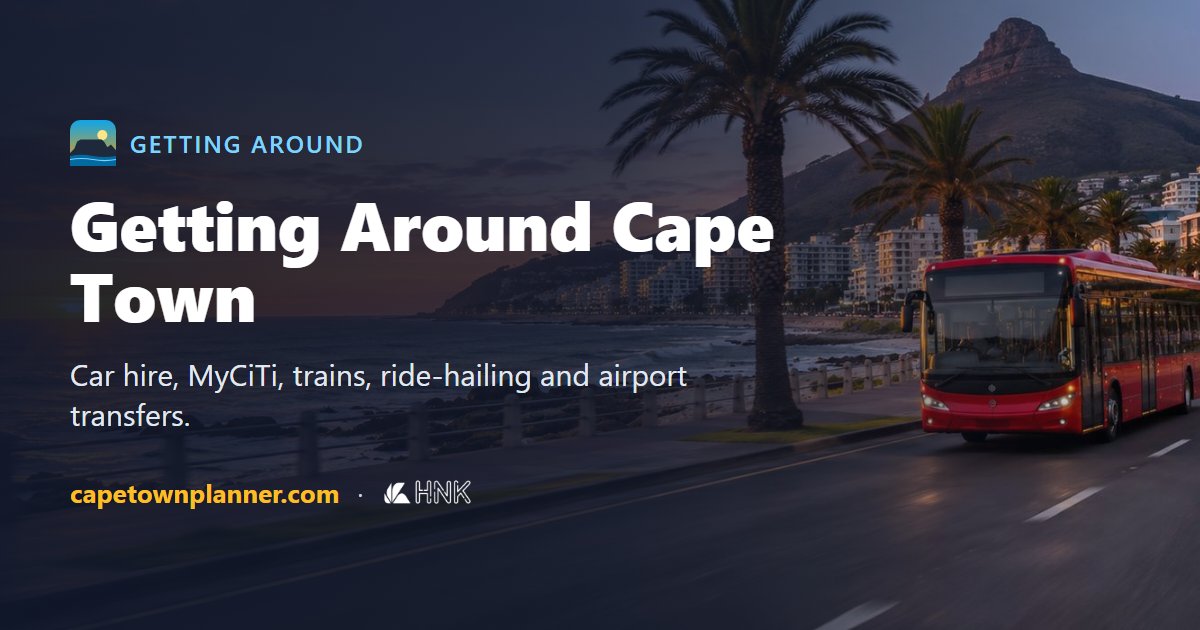 GETTING AROUND
Getting Around Cape
Town
Car hire, MyCiTi, trains, ride-hailing and airport
transfers.
capetownplanner.com · HNK